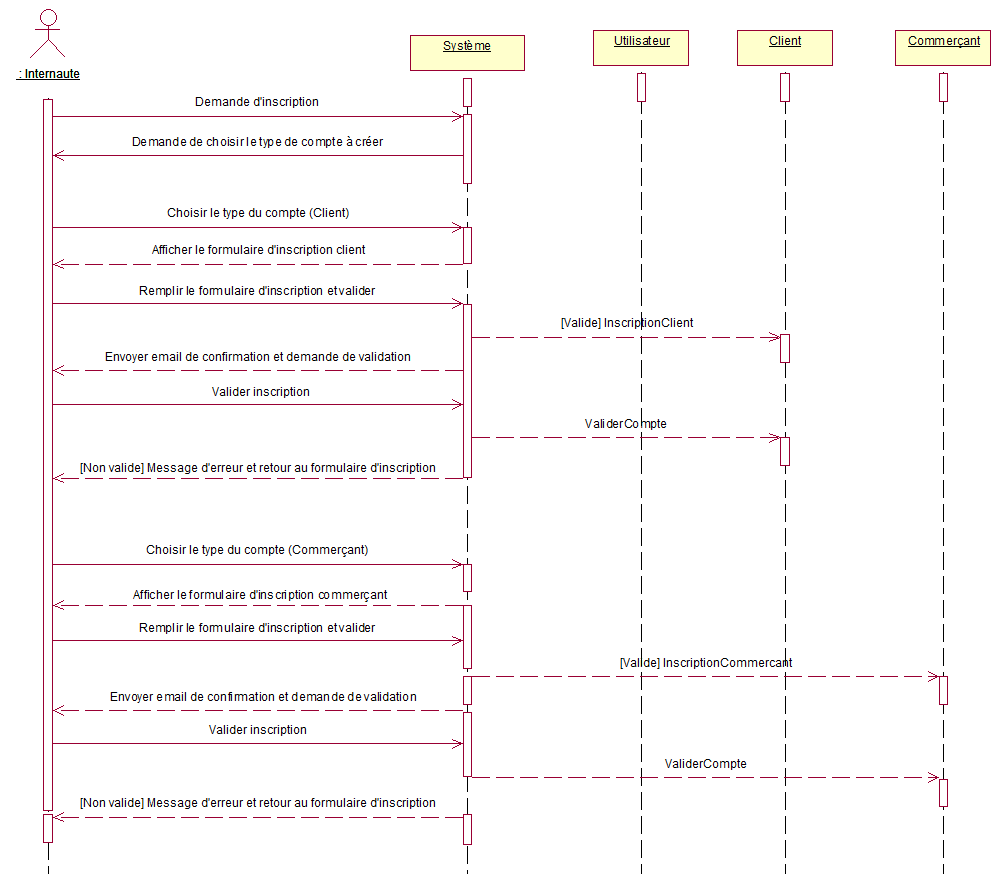 : Internaute
Système
Utilisateur
Client
Commerçant
Demande d'inscription
Demande de choisir le type de compte à créer
Choisir le type du compte (Client)
Afficher le formulaire d'inscription client
Remplir le formulaire d'inscription et valider
[Valide] InscriptionClient
Envoyer email de confirmation et demande de validation
Valider inscription
ValiderCompte
[Non valide] Message d'erreur et retour au formulaire d'inscription
Choisir le type du compte (Commerçant)
Afficher le formulaire d'inscription commerçant
Remplir le formulaire d'inscription et valider
[Valide] InscriptionCommercant
Envoyer email de confirmation et demande de validation
Valider inscription
ValiderCompte
[Non valide] Message d'erreur et retour au formulaire d'inscription